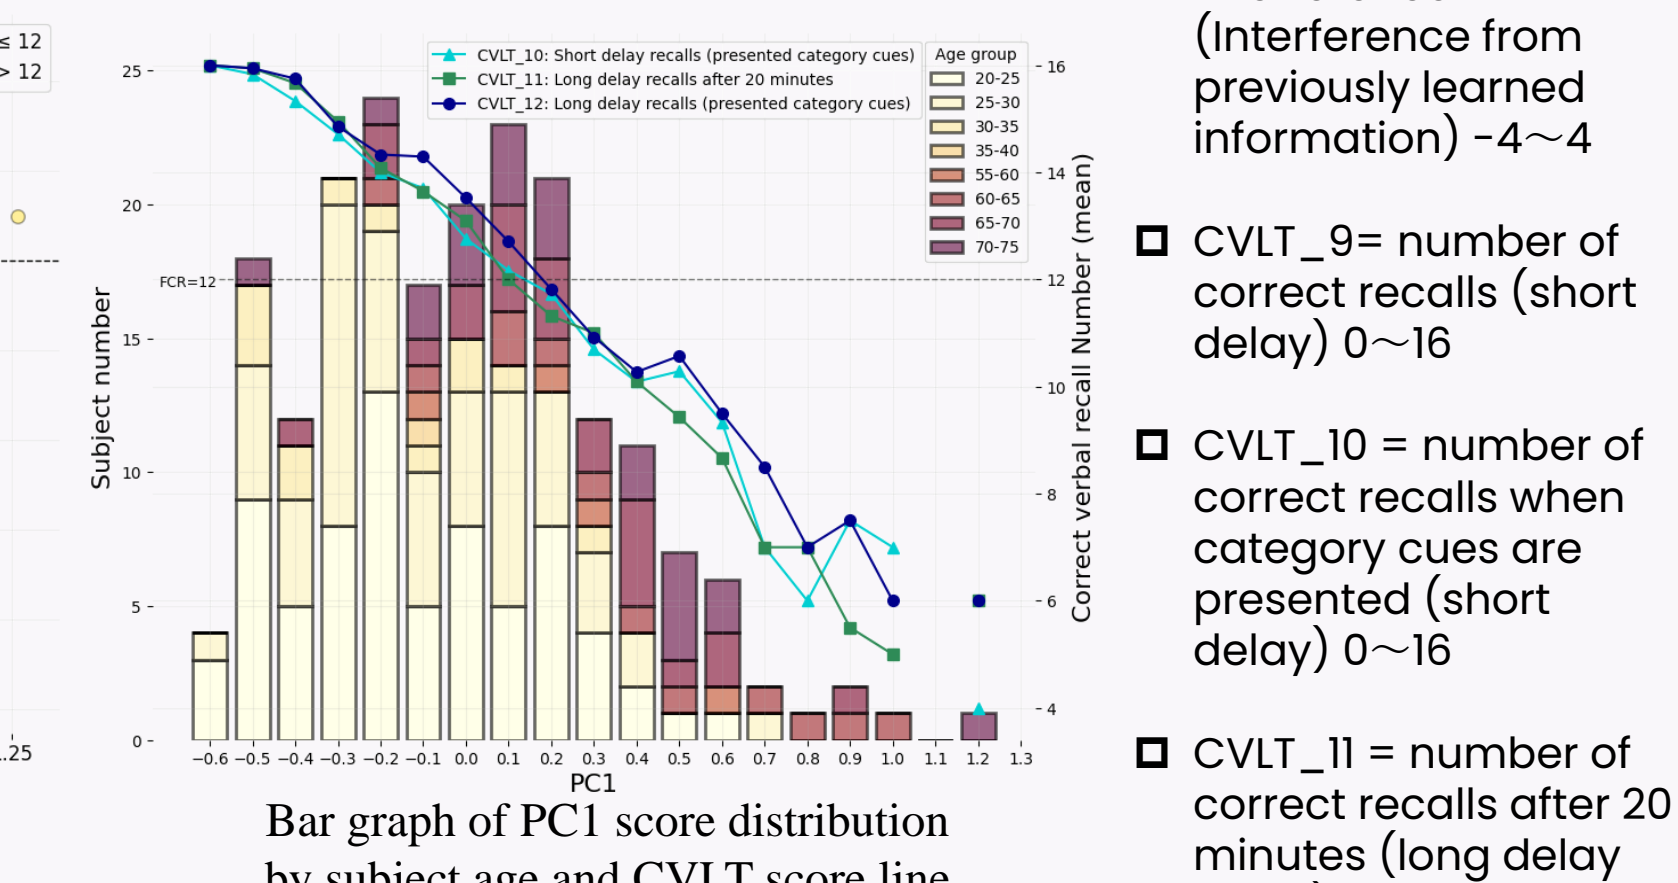 ≤ 12
> 12
.25
CVLT_10: Short delay recalls (presented category cues)
CVLT_11: Long delay recalls after 20 minutes
CVLT_12: Long delay recalls (presented category cues)
Age group
20-25
25-30
30-35
35-40
55-60
60-65
65-70
70-75
25
20
15
10
5
0
Subject number
FCR=12
16
14
12
10
8
6
4
Correct verbal recall Number (mean)
−0.6 −0.5 −0.4 −0.3 −0.2 −0.1 0.0 0.1 0.2 0.3 0.4 0.5 0.6 0.7 0.8 0.9 1.0 1.1 1.2 1.3
PC1
Bar graph of PC1 score distribution
by subject age and CVLT score line
(Interference from
previously learned
information) -4～4
CVLT_9= number of
correct recalls (short
delay) 0～16
CVLT_10 = number of
correct recalls when
category cues are
presented (short
delay) 0～16
CVLT_11 = number of
correct recalls after 20
minutes (long delay